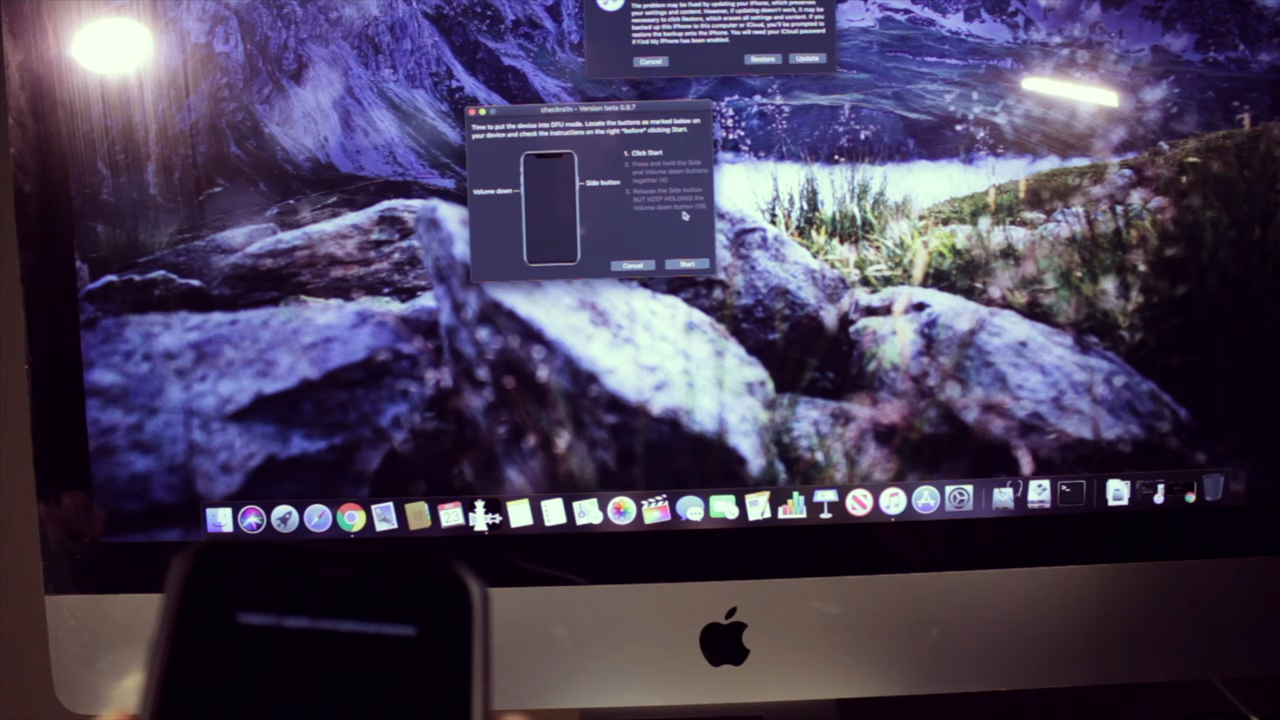 The problem may be fixed by updating your iPhone, which preserves
your settings and content. However, if updating doesn't work, it may be
necessary to click Restore, which erases all settings and content. If you
backed up this iPhone to this computer or iCloud, you'll be prompted to
restore the backup onto the iPhone. You will need your iCloud password
if Find My iPhone has been enabled.
Cancel
Restore
Update
checkra1n - Version beta 0.9.7
Time to put the device into DFU mode. Locate the buttons as marked below on
your device and check the instructions on the right *before* clicking Start.
Volume down
Side button
1. Click Start
2. Press and hold the Side
and Volume down buttons
together (4)
3. Release the Side button
BUT KEEP HOLDING the
Volume down button (10)
Cancel
Start
23